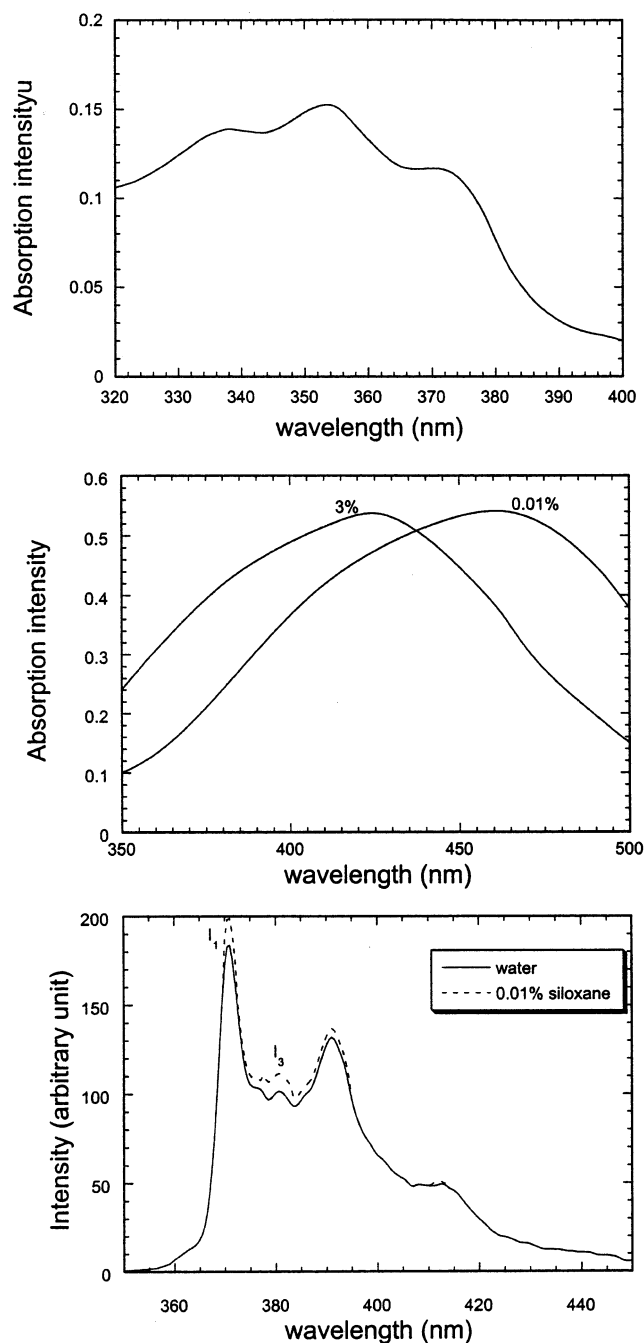 0.2
0.15
0.1
0.05
0
Absorption intensityu
320 330 340 350 360 370 380 390 400
wavelength (nm)
0.6
0.5
0.4
0.3
0.2
0.1
0
Absorption intensity
3%
0.01%
350 400 450 500
wavelength (nm)
200
150
100
50
0
Intensity (arbitrary unit)
I1
I3
water
0.01% siloxane
360 380 400 420 440
wavelength (nm)